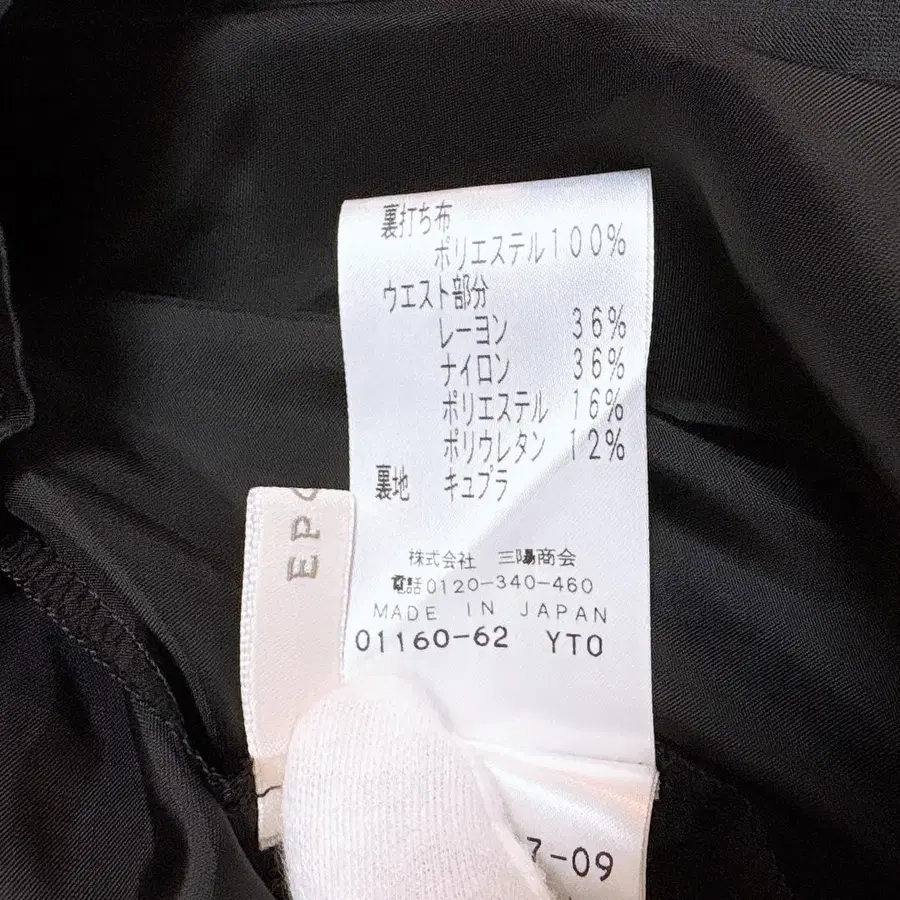 裏打ち布
ポリエステル100%
ウエスト部分
レーヨン 36%
ナイロン 36%
ポリエステル 16%
ポリウレタン 12%
裏地 キュプラ
株式会社 三陽商会
電話0120-340-460
MADE IN JAPAN
01160-62 YTO
7-09